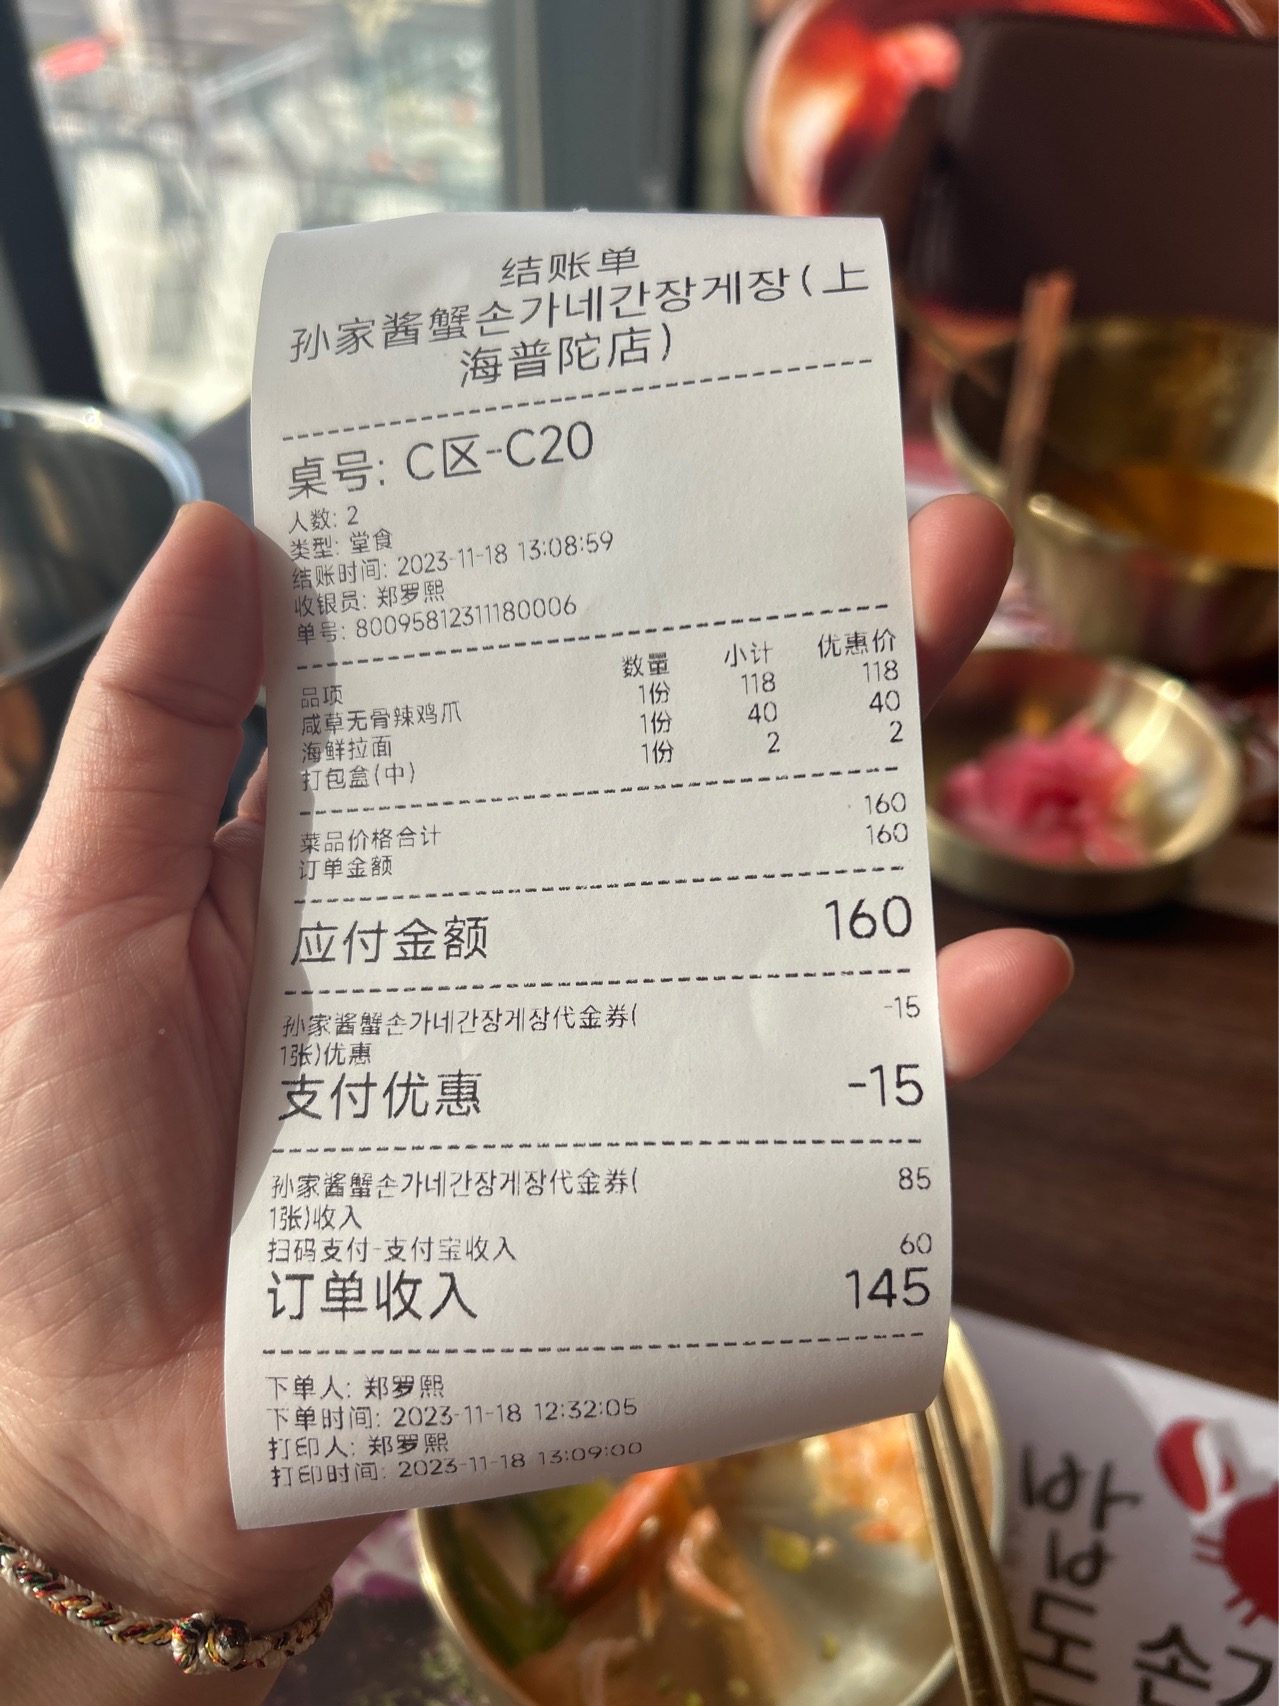 结账单
孙家酱蟹손가네간장게장(上
海普陀店)
桌号: C区-C20
人数: 2
类型: 堂食
结账时间: 2023-11-18 13:08:59
收银员: 郑罗熙
单号: 80095812311180006
品项 数量 小计 优惠价
咸草无骨辣鸡爪 1份 118 118
海鲜拉面 1份 40 40
打包盒(中) 1份 2 2
菜品价格合计 160
订单金额 160
应付金额 160
孙家酱蟹손가네간장게장代金券( -15
1张)优惠
支付优惠 -15
孙家酱蟹손가네간장게장代金券( 85
1张)收入
扫码支付-支付宝收入 60
订单收入 145
下单人: 郑罗熙
下单时间: 2023-11-18 12:32:05
打印人: 郑罗熙
打印时间: 2023-11-18 13:09:00
밥도
손가